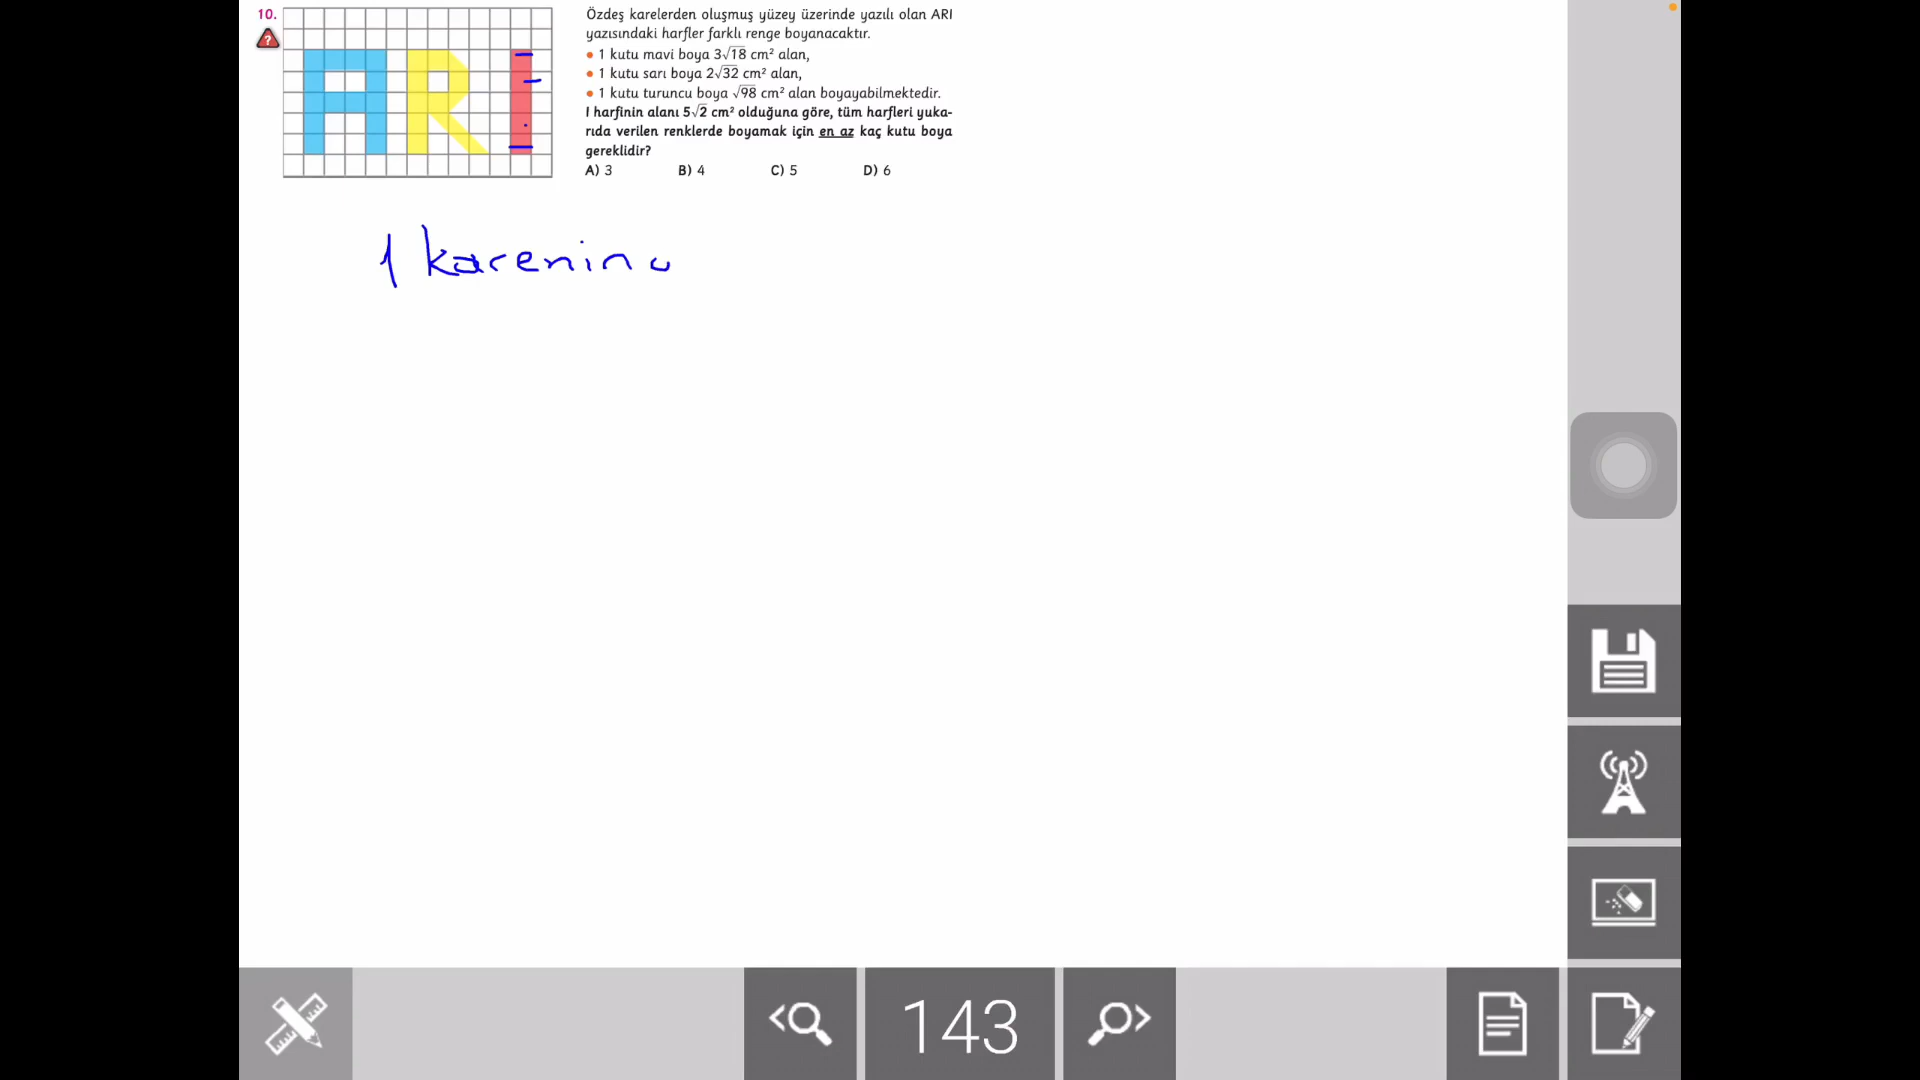 10.
Özdeş karelerden oluşmuş yüzey üzerinde yazılı olan ARI
yazısındaki harfler farklı renge boyanacaktır.
• 1 kutu mavi boya 3√18 cm² alan,
• 1 kutu sarı boya 2√32 cm² alan,
• 1 kutu turuncu boya √98 cm² alan boyayabilmektedir.
I harfinin alanı 5√2 cm² olduğuna göre, tüm harfleri yuka-
rıda verilen renklerde boyamak için en az kaç kutu boya
gereklidir?
A) 3 B) 4 C) 5 D) 6
ARI
1 karenin
143